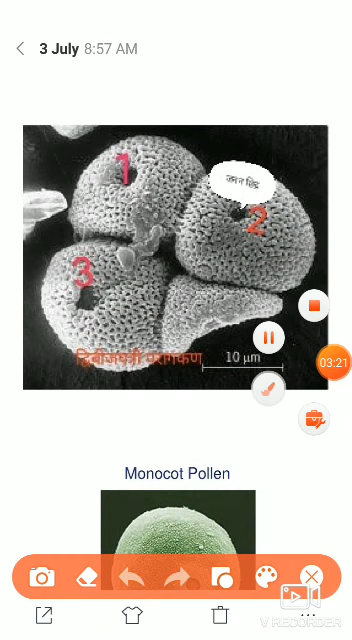 3 July 8:57 AM
1
जनन छिद्र
2
3
द्विबीजपत्री परागकण
10 µm
03:21
Monocot Pollen
V RECORDER